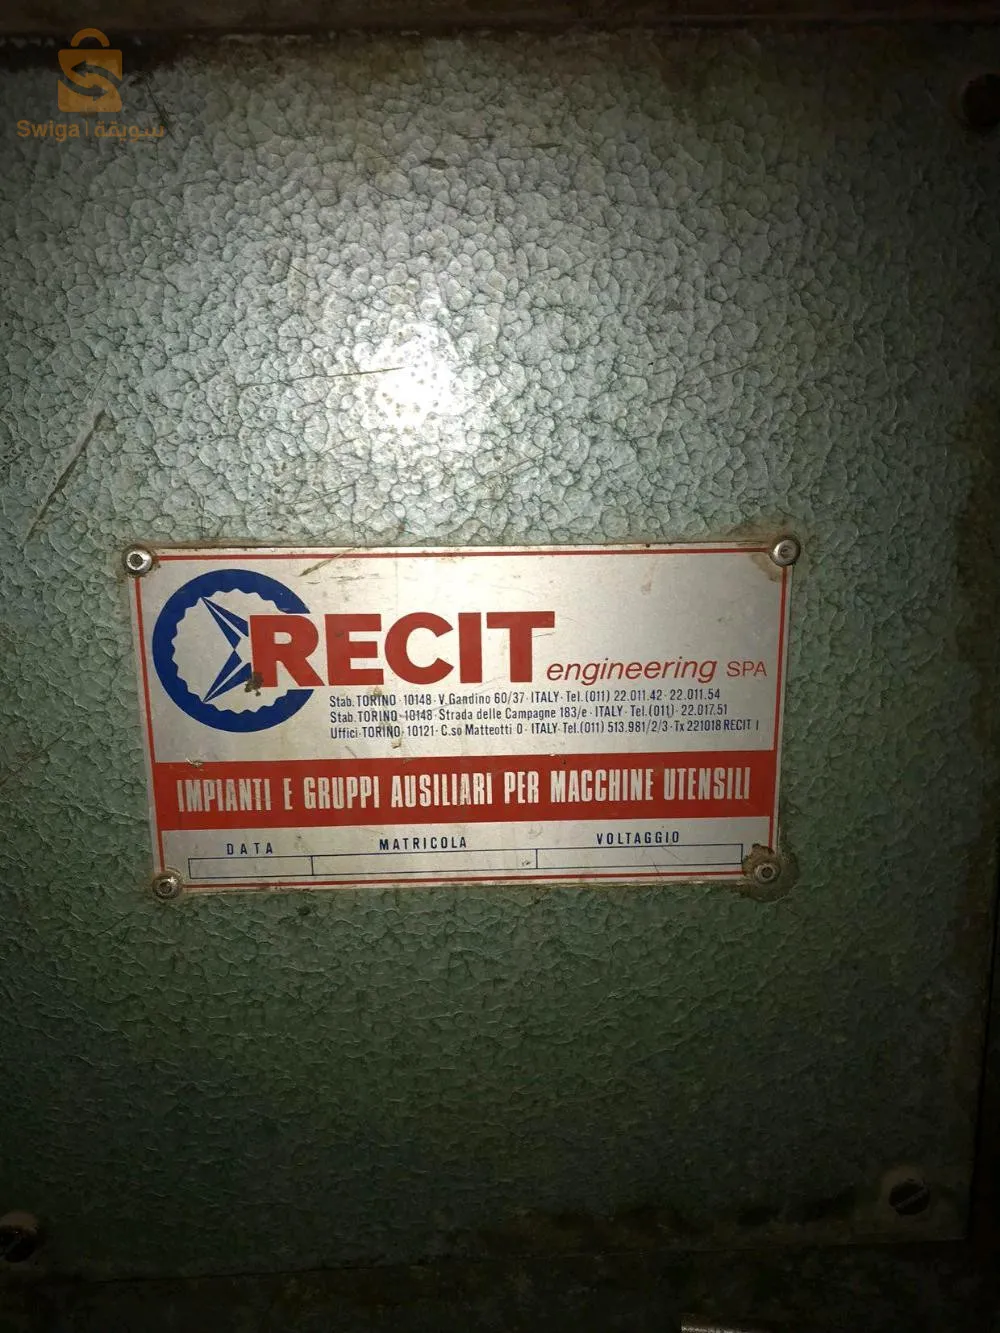 Swiga | سويقة
RECIT engineering SPA
Stab. TORINO · 10148 · V. Gandino 60/37 · ITALY · Tel. (011) 22.011.42 · 22.011.54
Stab. TORINO · 10148 · Strada delle Campagne 183/e · ITALY · Tel. (011) · 22.017.51
Uffici · TORINO · 10121 · C.so Matteotti 0 · ITALY · Tel. (011) 513.981/2/3 · Tx 221018 RECIT I
IMPIANTI E GRUPPI AUSILIARI PER MACCHINE UTENSILI
DATA MATRICOLA VOLTAGGIO